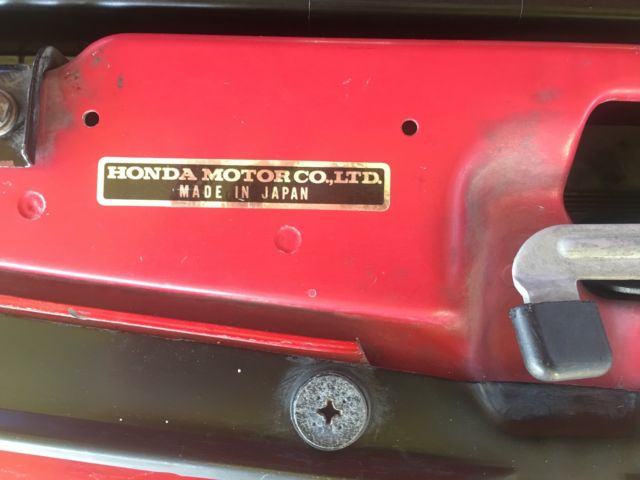 HONDA MOTOR CO., LTD.
MADE IN JAPAN